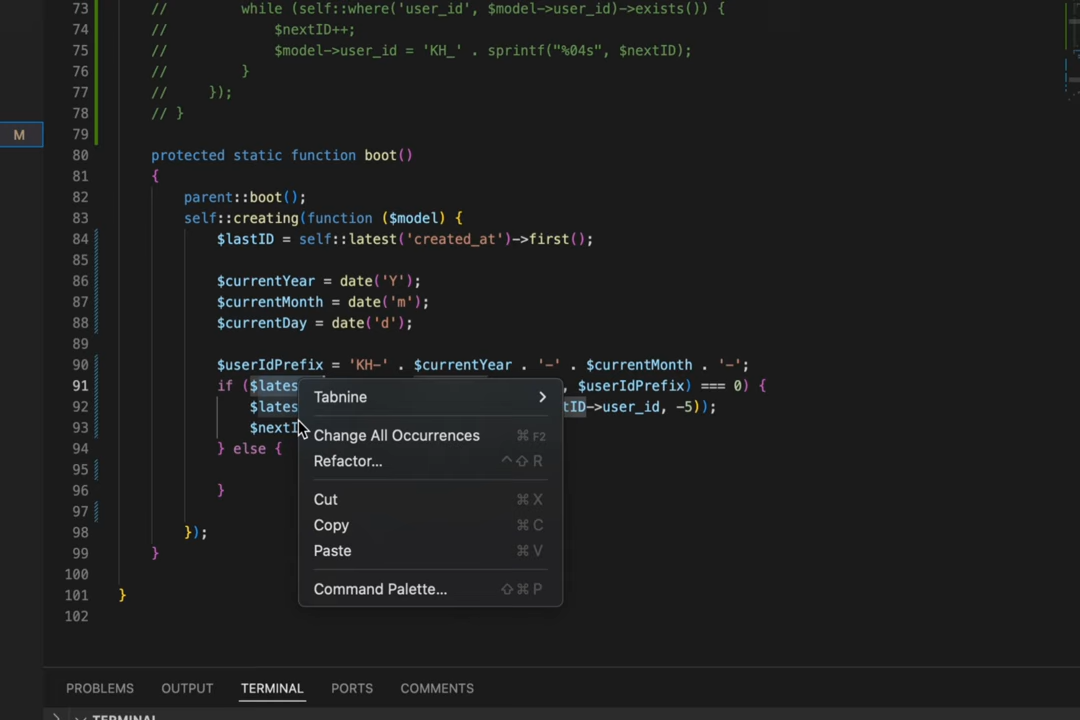 73 // while (self::where('user_id', $model->user_id)->exists()) {
74 // $nextID++;
75 // $model->user_id = 'KH_' . sprintf("%04s", $nextID);
76 // }
77 // });
78 // }
79
M
80 protected static function boot()
81 {
82 parent::boot();
83 self::creating(function ($model) {
84 $lastID = self::latest('created_at')->first();
85
86 $currentYear = date('Y');
87 $currentMonth = date('m');
88 $currentDay = date('d');
89
90 $userIdPrefix = 'KH-' . $currentYear . '-' . $currentMonth . '-';
91 if ($lates , $userIdPrefix) === 0) {
92 $lates tID->user_id, -5));
93 $nextI
94 } else {
95
96 }
97
98 });
99 }
100
101 }
102
Tabnine
Change All Occurrences ⌘ F2
Refactor... ^⇧ R
Cut ⌘ X
Copy ⌘ C
Paste ⌘ V
Command Palette... ⇧⌘ P
PROBLEMS OUTPUT TERMINAL PORTS COMMENTS
TERMINAL